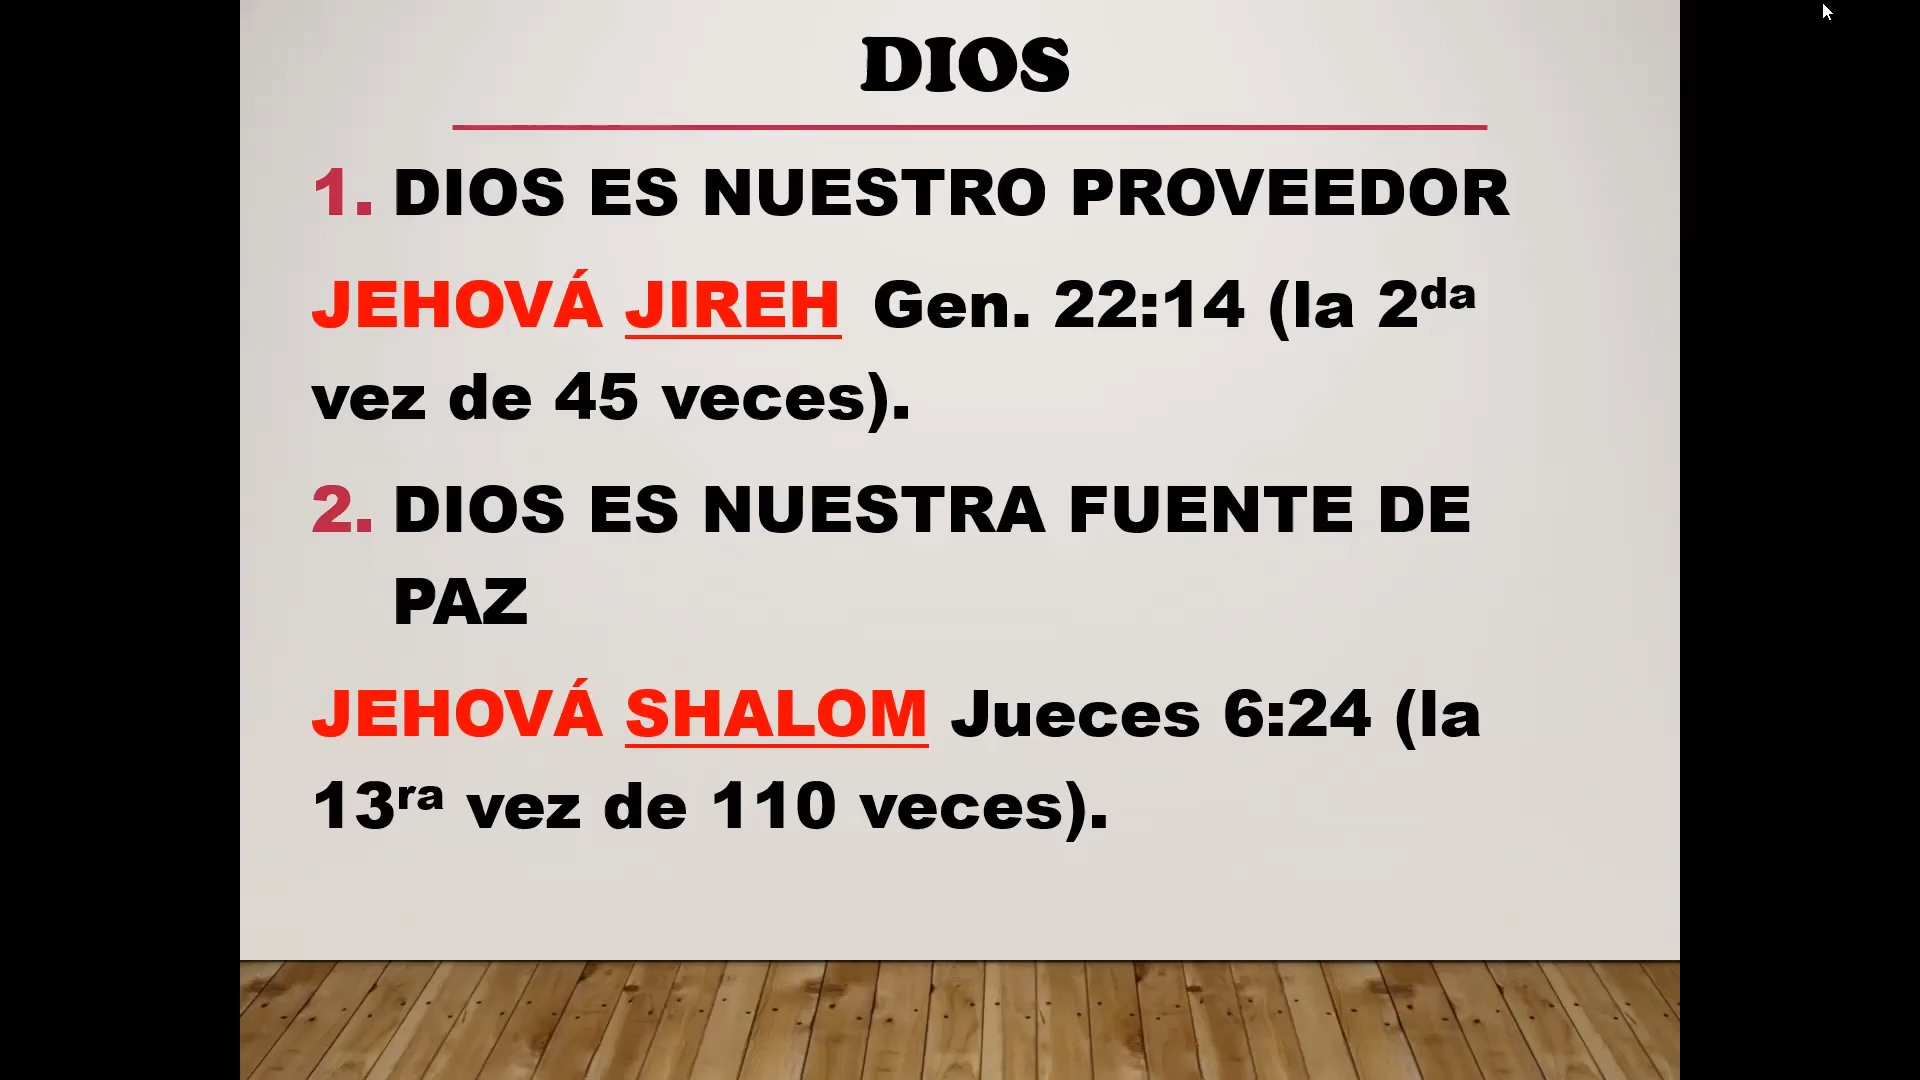 DIOS
1. DIOS ES NUESTRO PROVEEDOR
JEHOVÁ JIREH Gen. 22:14 (la 2da
vez de 45 veces).
2. DIOS ES NUESTRA FUENTE DE
PAZ
JEHOVÁ SHALOM Jueces 6:24 (la
13ra vez de 110 veces).